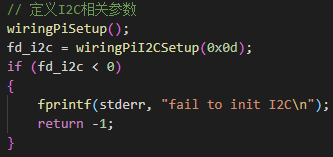 // 定义I2C相关参数
wiringPiSetup();
fd_i2c = wiringPiI2CSetup(0x0d);
if (fd_i2c < 0)
{
    fprintf(stderr, "fail to init I2C\n");
    return -1;
}